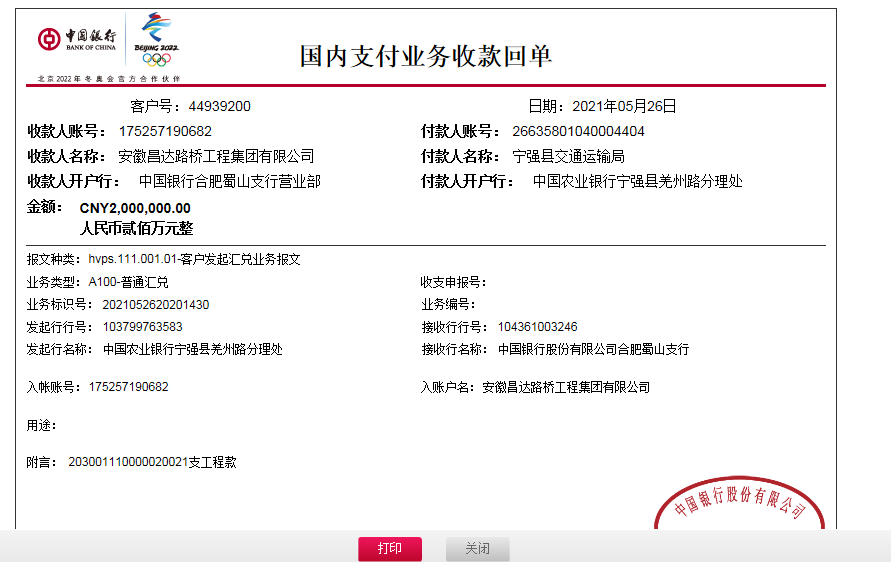 中国银行
BANK OF CHINA
BEIJING 2022
北京2022年冬奥会官方合作伙伴
国内支付业务收款回单
客户号：44939200 日期：2021年05月26日
收款人账号：175257190682 付款人账号：26635801040004404
收款人名称：安徽昌达路桥工程集团有限公司 付款人名称：宁强县交通运输局
收款人开户行：中国银行合肥蜀山支行营业部 付款人开户行：中国农业银行宁强县羌州路分理处
金额：CNY2,000,000.00
人民币贰佰万元整
报文种类：hvps.111.001.01-客户发起汇兑业务报文
业务类型：A100-普通汇兑 收支申报号：
业务标识号：2021052620201430 业务编号：
发起行行号：103799763583 接收行行号：104361003246
发起行名称：中国农业银行宁强县羌州路分理处 接收行名称：中国银行股份有限公司合肥蜀山支行
入帐账号：175257190682 入账户名：安徽昌达路桥工程集团有限公司
用途：
附言：203001110000020021支工程款
中国银行股份有限公司
打印 关闭